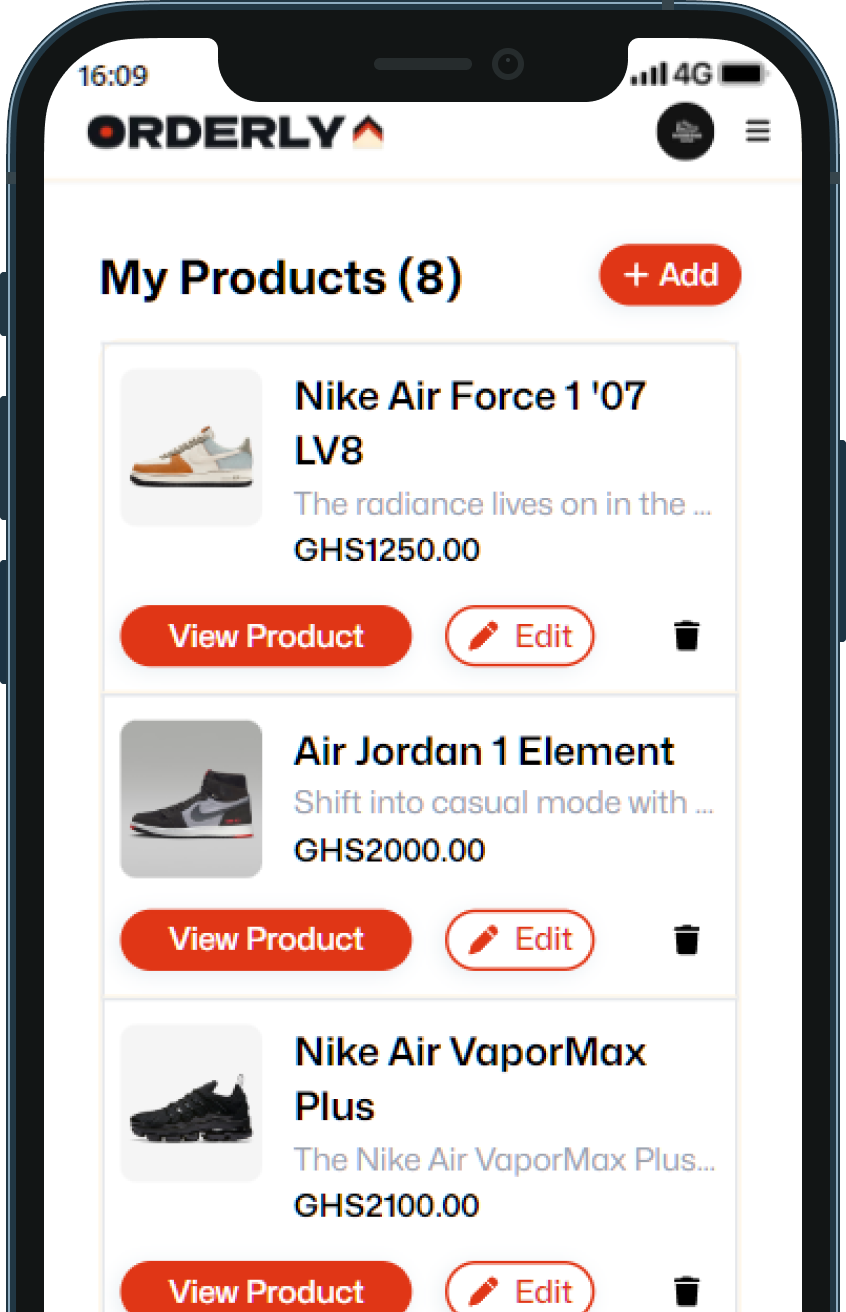 16:09 4G
ORDERLY
My Products (8)
+ Add
Nike Air Force 1 '07
LV8
The radiance lives on in the ...
GHS1250.00
View Product
Edit
Air Jordan 1 Element
Shift into casual mode with ...
GHS2000.00
View Product
Edit
Nike Air VaporMax
Plus
The Nike Air VaporMax Plus...
GHS2100.00
View Product
Edit